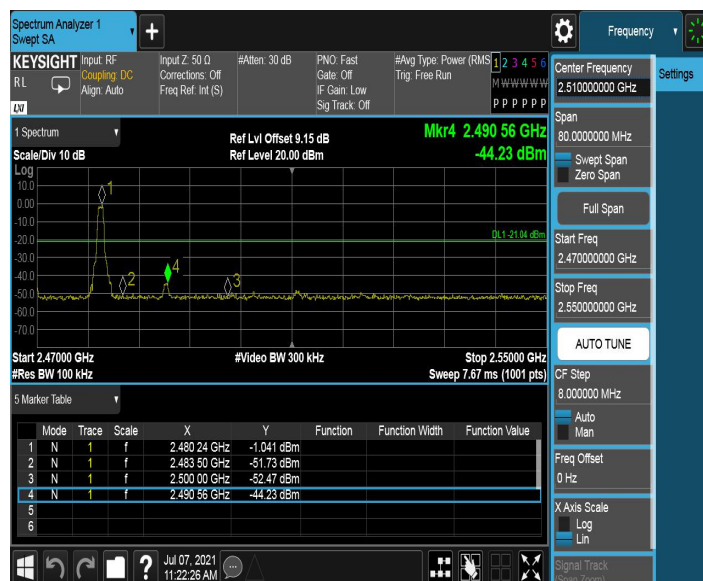 Spectrum Analyzer 1
Swept SA
+
Frequency
KEYSIGHT
RL
LXI
Input: RF
Coupling: DC
Align: Auto
Input Z: 50 Ω
Corrections: Off
Freq Ref: Int (S)
#Atten: 30 dB
PNO: Fast
Gate: Off
IF Gain: Low
Sig Track: Off
#Avg Type: Power (RMS
Trig: Free Run
1 2 3 4 5 6
M W W W W W
P P P P P P
1 Spectrum
Scale/Div 10 dB
Ref Lvl Offset 9.15 dB
Ref Level 20.00 dBm
Mkr4 2.490 56 GHz
-44.23 dBm
Log
10.0
0.00
-10.0
-20.0
-30.0
-40.0
-50.0
-60.0
-70.0
1
2
4
3
DL1 -21.04 dBm
Start 2.47000 GHz
#Res BW 100 kHz
#Video BW 300 kHz
Stop 2.55000 GHz
Sweep 7.67 ms (1001 pts)
5 Marker Table
Mode Trace Scale X Y Function Function Width Function Value
1 N 1 f 2.480 24 GHz -1.041 dBm
2 N 1 f 2.483 50 GHz -51.73 dBm
3 N 1 f 2.500 00 GHz -52.47 dBm
4 N 1 f 2.490 56 GHz -44.23 dBm
5
6
?
Jul 07, 2021
11:22:26 AM
Center Frequency
2.510000000 GHz
Settings
Span
80.0000000 MHz
Swept Span
Zero Span
Full Span
Start Freq
2.470000000 GHz
Stop Freq
2.550000000 GHz
AUTO TUNE
CF Step
8.000000 MHz
Auto
Man
Freq Offset
0 Hz
X Axis Scale
Log
Lin
Signal Track
(Span Zoom)